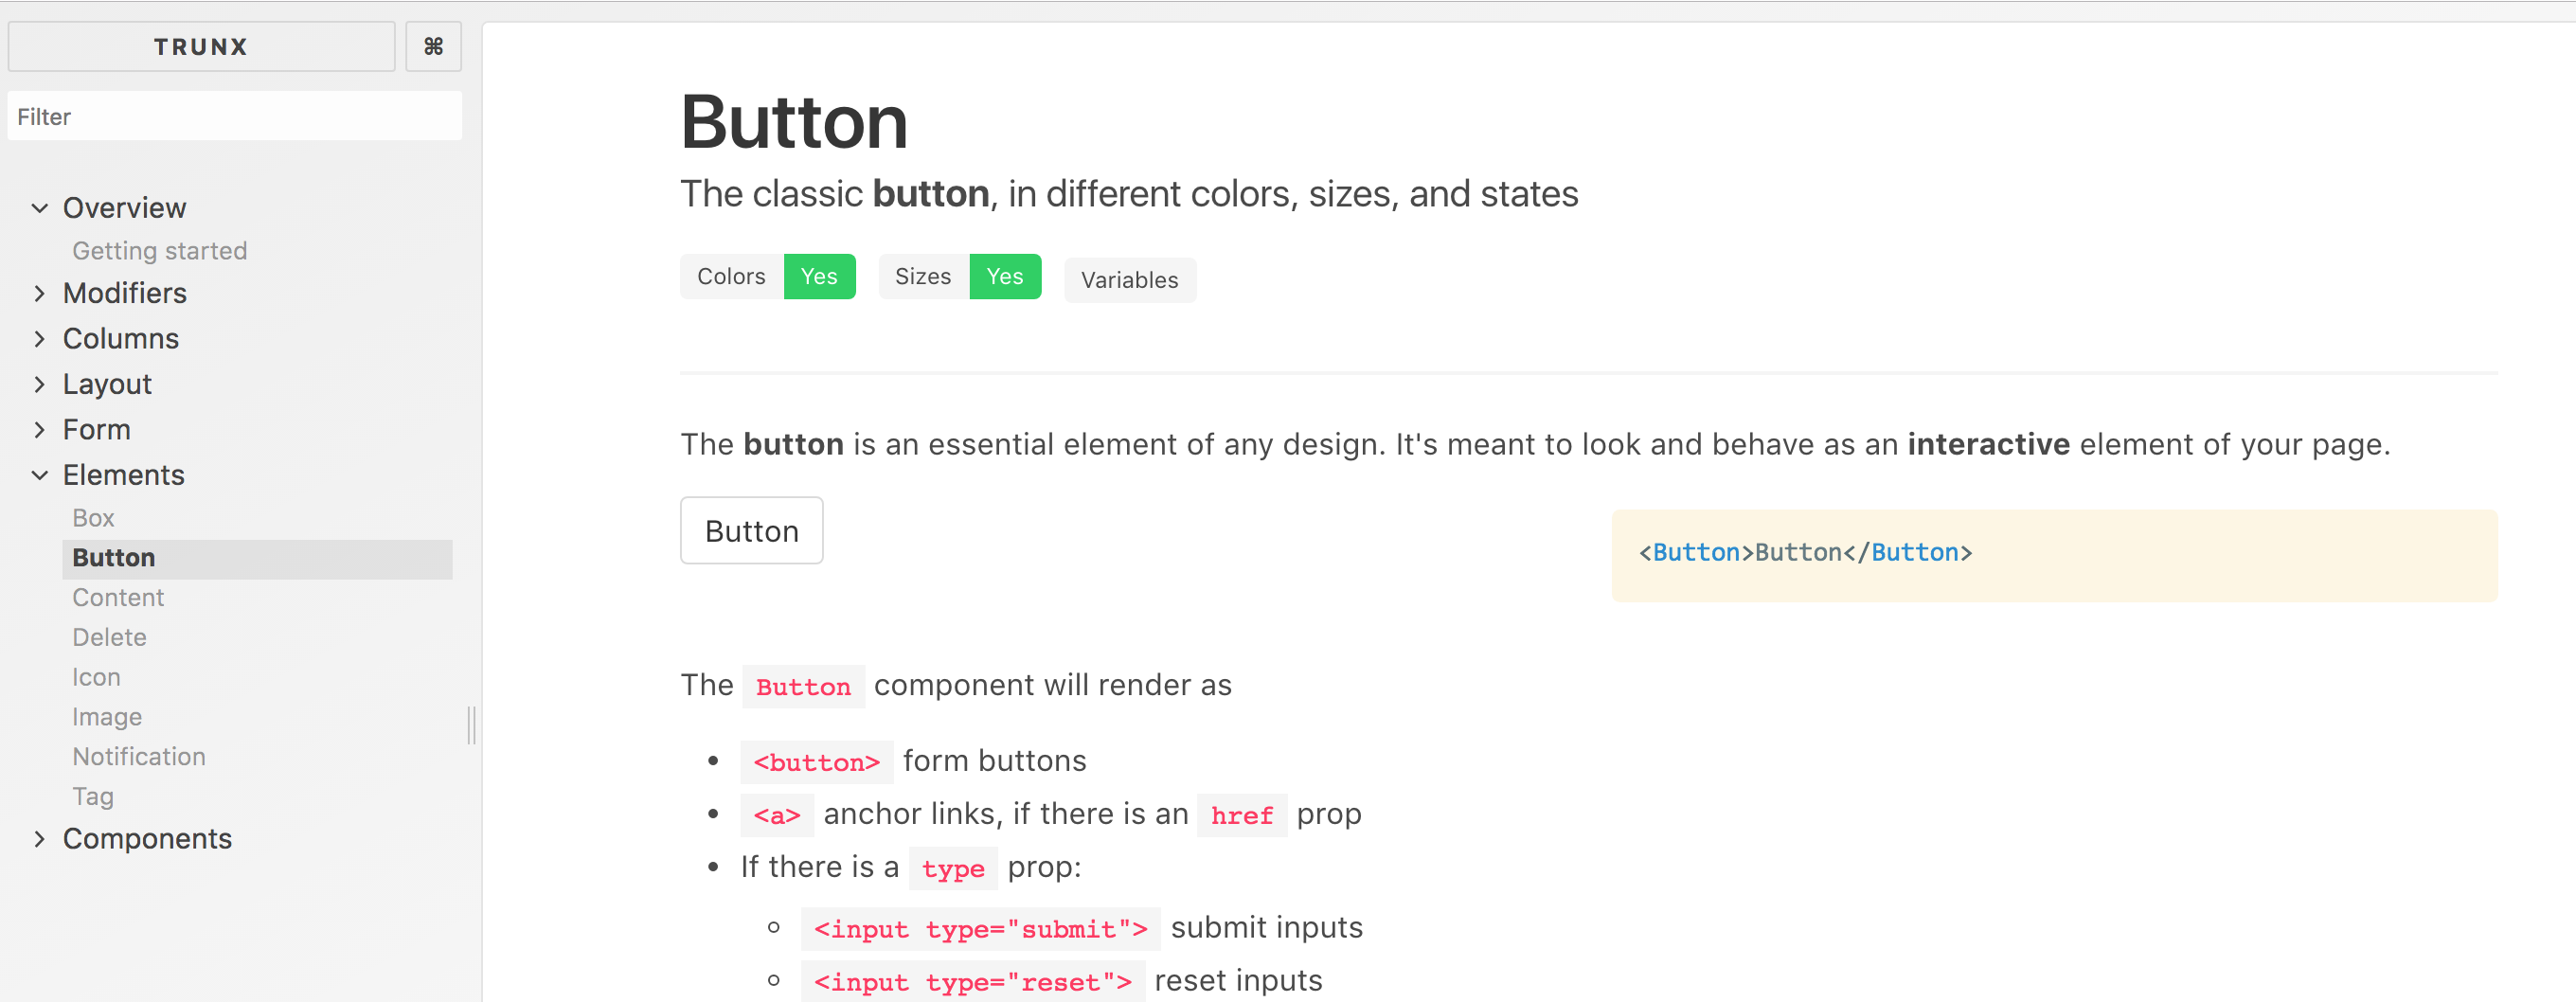 TRUNX
⌘
Filter
Overview
Getting started
Modifiers
Columns
Layout
Form
Elements
Box
Button
Content
Delete
Icon
Image
Notification
Tag
Components
Button
The classic button, in different colors, sizes, and states
Colors Yes Sizes Yes Variables
The button is an essential element of any design. It's meant to look and behave as an interactive element of your page.
Button
<Button>Button</Button>
The Button component will render as
<button> form buttons
<a> anchor links, if there is an href prop
If there is a type prop:
<input type="submit"> submit inputs
<input type="reset"> reset inputs